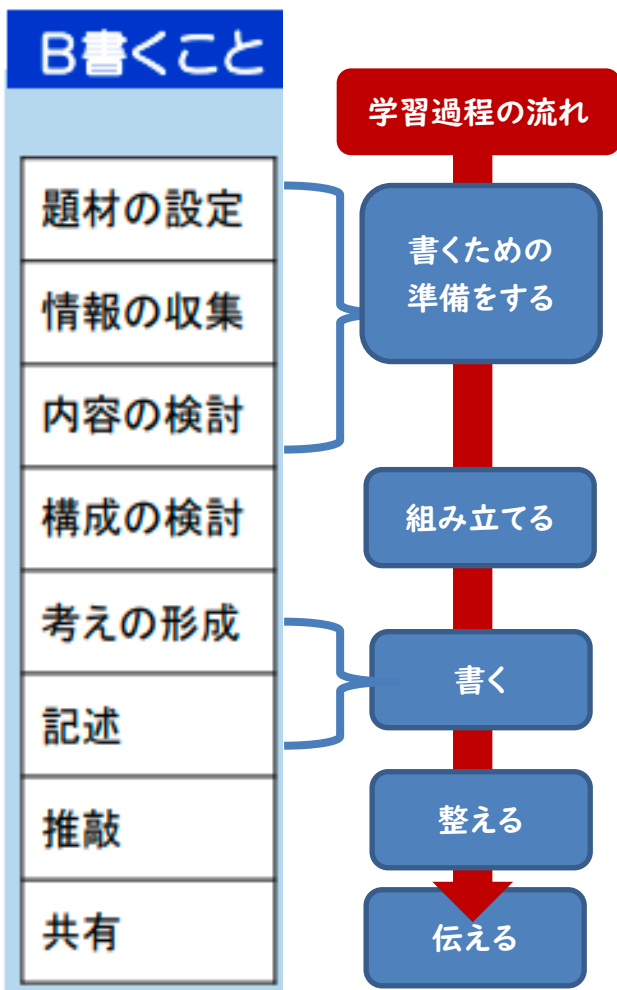 B書くこと
題材の設定
情報の収集
内容の検討
構成の検討
考えの形成
記述
推敲
共有
学習過程の流れ
書くための
準備をする
組み立てる
書く
整える
伝える